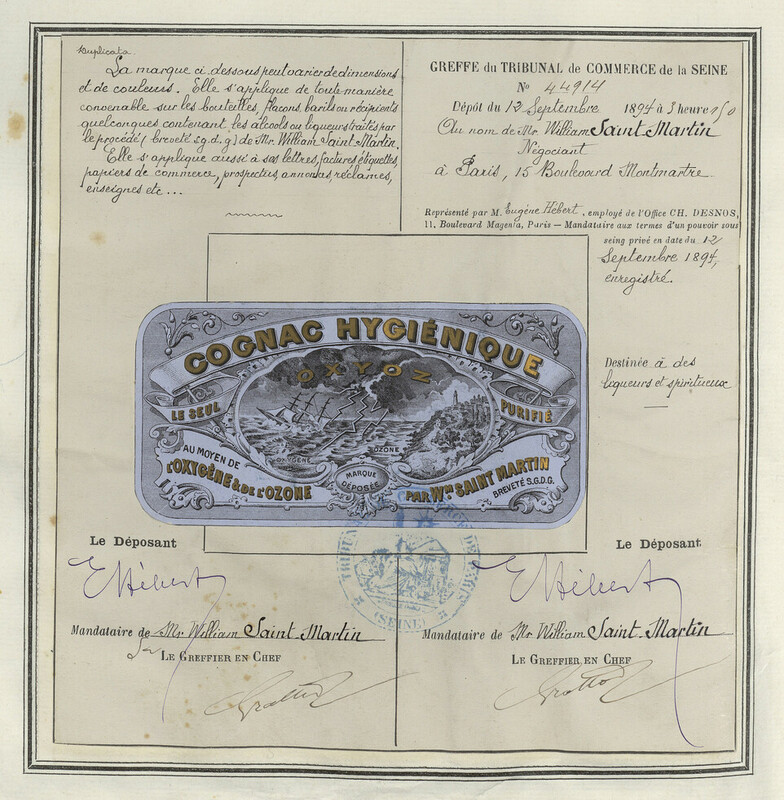 Duplicata
La marque ci-dessous peut varier de dimensions
et de couleurs. Elle s'applique de toute manière
convenable sur les bouteilles, flacons, barils ou récipients
quelconques contenant les alcools ou liqueurs traités par
le procédé (breveté s.g.d.g) de Mr. William Saint-Martin.
Elle s'applique aussi à ses lettres, factures, étiquettes,
papiers de commerce, prospectus, annonces, réclames,
enseignes etc...
GREFFE du TRIBUNAL de COMMERCE de la SEINE
No 44914
Dépôt du 12 Septembre 1894 à 3 heure
Au nom de Mr. William Saint-Martin
Négociant
à Paris, 15 Boulevard Montmartre.
Représenté par M. Eugène Hébert, employé de l'Office CH. DESNOS,
11, Boulevard Magenta, Paris — Mandataire aux termes d'un pouvoir sous
seing privé en date du 12
Septembre 1894,
enregistré.
Destinée à des
liqueurs et spiritueux
COGNAC HYGIÉNIQUE
OXYOZ
LE SEUL
PURIFIÉ
OXYGÈNE
OZONE
AU MOYEN DE
L'OXYGÈNE & DE L'OZONE
MARQUE
DÉPOSÉE
PAR Wm SAINT MARTIN
BREVETÉ S.G.D.G.
TRIBUNAL DE COMMERCE DE PARIS
(SEINE)
Le Déposant
Le Déposant
E Hébert
E Hébert
Mandataire de Mr. William Saint-Martin
Mandataire de Mr. William Saint-Martin
LE GREFFIER EN CHEF
LE GREFFIER EN CHEF